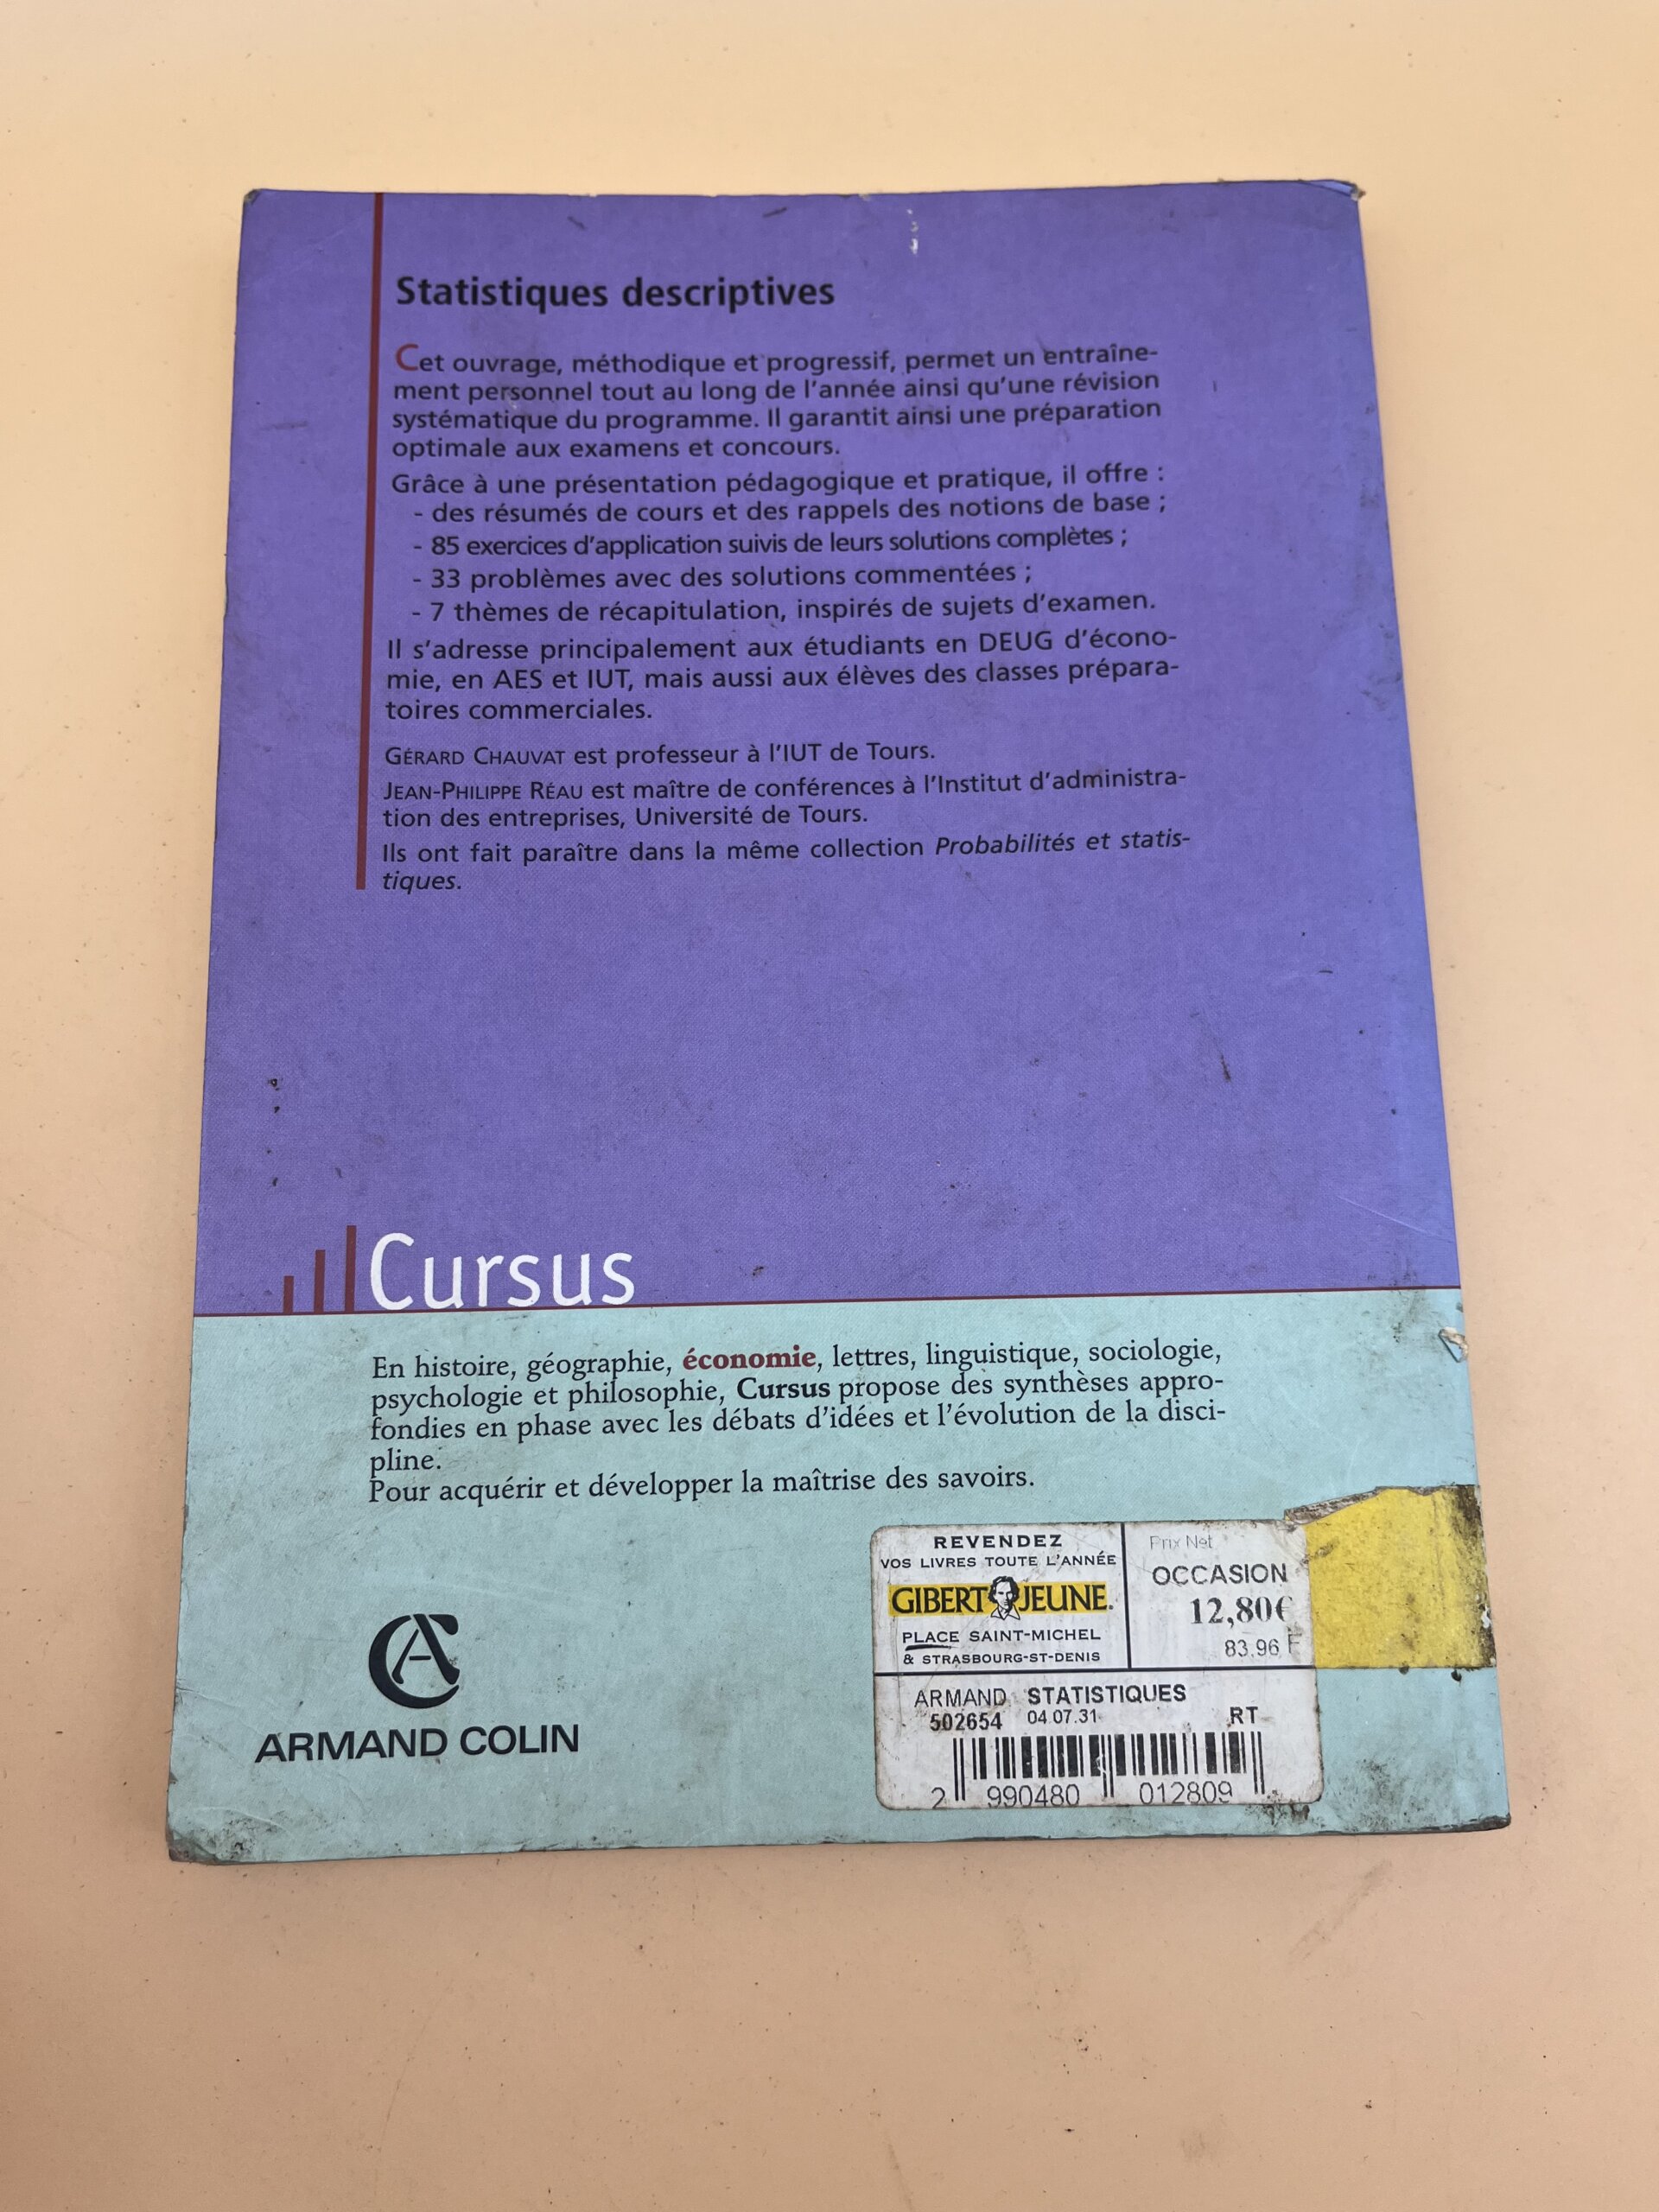 Statistiques descriptives
Cet ouvrage, méthodique et progressif, permet un entraîne-
ment personnel tout au long de l'année ainsi qu'une révision
systématique du programme. Il garantit ainsi une préparation
optimale aux examens et concours.
Grâce à une présentation pédagogique et pratique, il offre :
- des résumés de cours et des rappels des notions de base ;
- 85 exercices d'application suivis de leurs solutions complètes ;
- 33 problèmes avec des solutions commentées ;
- 7 thèmes de récapitulation, inspirés de sujets d'examen.
Il s'adresse principalement aux étudiants en DEUG d'écono-
mie, en AES et IUT, mais aussi aux élèves des classes prépara-
toires commerciales.
GÉRARD CHAUVAT est professeur à l'IUT de Tours.
JEAN-PHILIPPE RÉAU est maître de conférences à l'Institut d'administra-
tion des entreprises, Université de Tours.
Ils ont fait paraître dans la même collection Probabilités et statis-
tiques.
Cursus
En histoire, géographie, économie, lettres, linguistique, sociologie,
psychologie et philosophie, Cursus propose des synthèses appro-
fondies en phase avec les débats d'idées et l'évolution de la disci-
pline.
Pour acquérir et développer la maîtrise des savoirs.
AC
ARMAND COLIN
REVENDEZ
VOS LIVRES TOUTE L'ANNÉE
GIBERT JEUNE.
PLACE SAINT-MICHEL
& STRASBOURG-ST-DENIS
Prix Net
OCCASION
12,80€
83.96 F
ARMAND STATISTIQUES
502654 04.07.31 RT
2 990480 012809